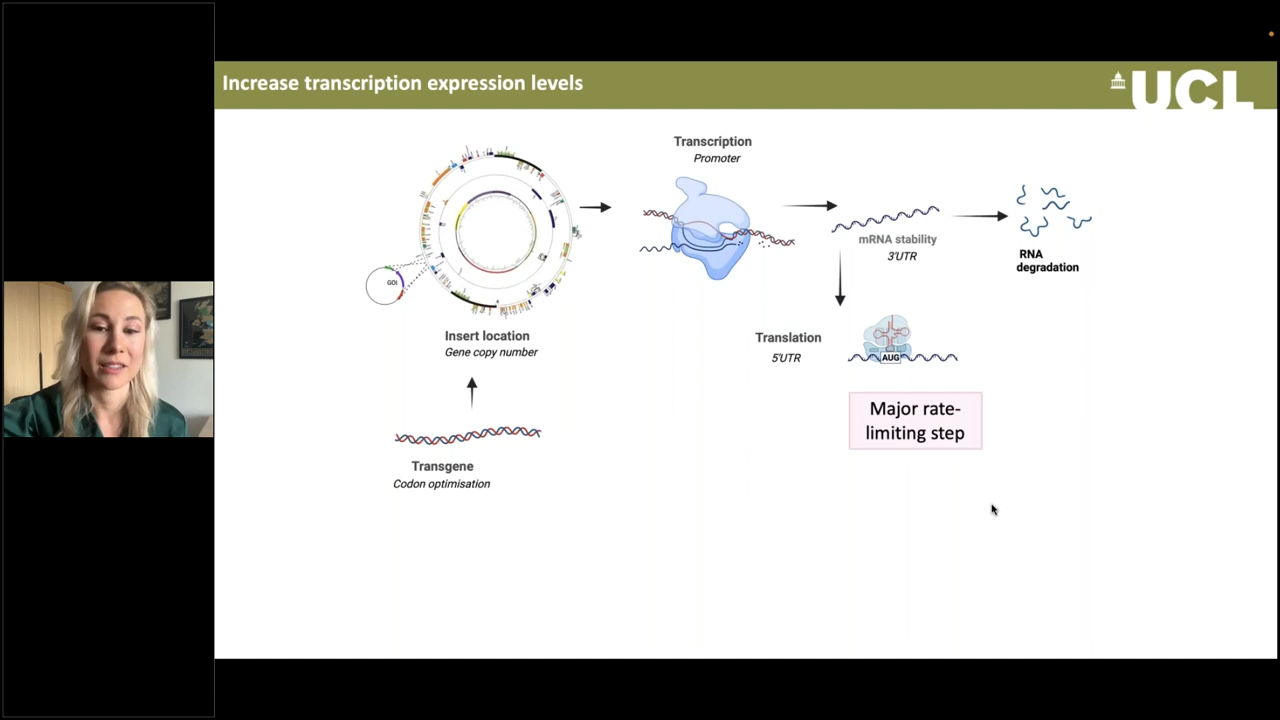 Increase transcription expression levels
UCL
Transcription
Promoter
GOI
mRNA stability
3'UTR
RNA
degradation
Insert location
Gene copy number
Translation
5'UTR
AUG
Major rate-
limiting step
Transgene
Codon optimisation